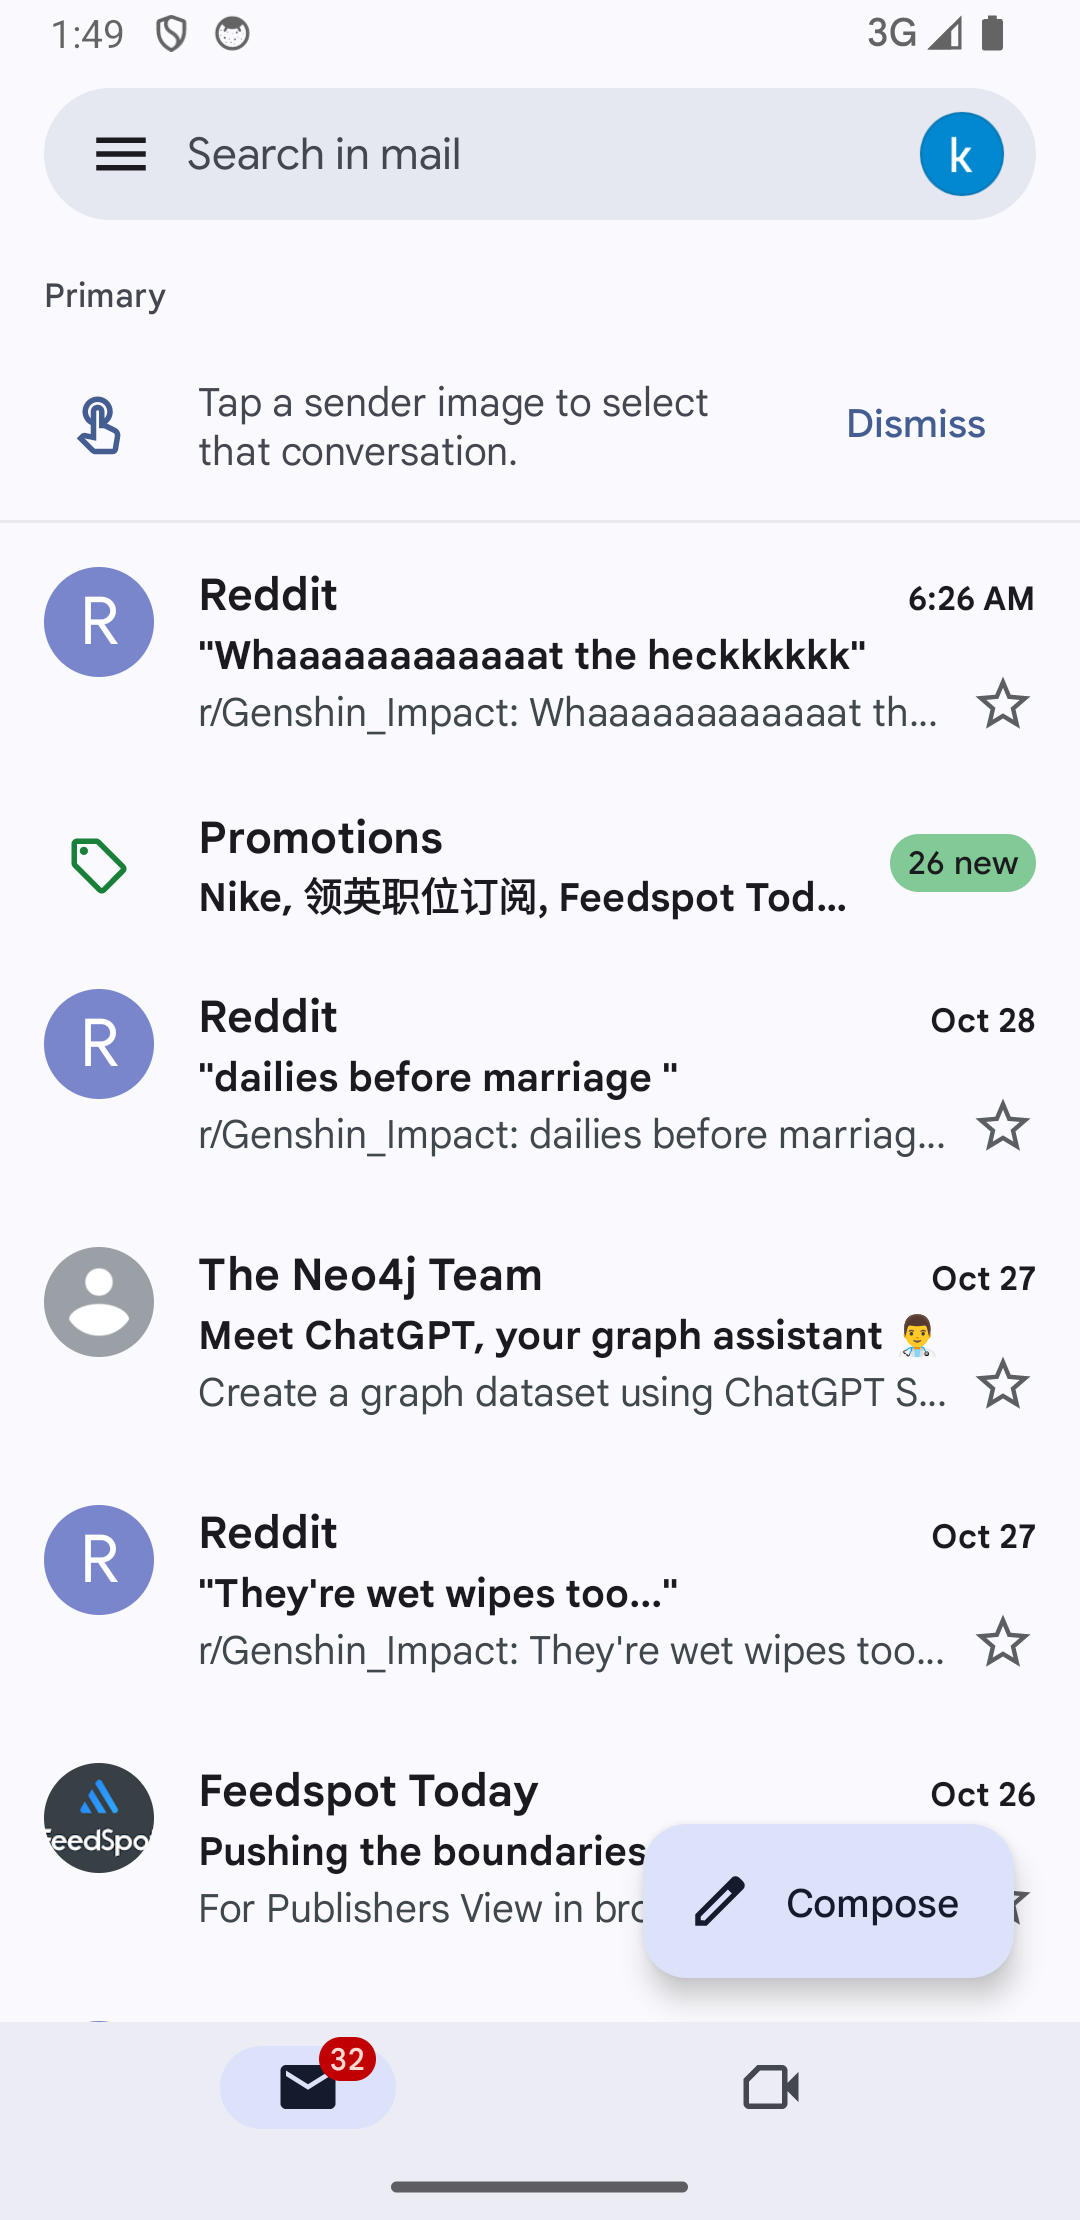 1:49
3G
Search in mail
k
Primary
Tap a sender image to select
that conversation.
Dismiss
R
Reddit
6:26 AM
"Whaaaaaaaaaaaat the heckkkkkk"
r/Genshin_Impact: Whaaaaaaaaaaaat th...
Promotions
26 new
Nike, 领英职位订阅, Feedspot Tod...
R
Reddit
Oct 28
"dailies before marriage "
r/Genshin_Impact: dailies before marriag...
The Neo4j Team
Oct 27
Meet ChatGPT, your graph assistant 👨‍⚕️
Create a graph dataset using ChatGPT S...
R
Reddit
Oct 27
"They're wet wipes too..."
r/Genshin_Impact: They're wet wipes too...
FeedSpo
Feedspot Today
Oct 26
Pushing the boundaries
For Publishers View in bro
Compose
32